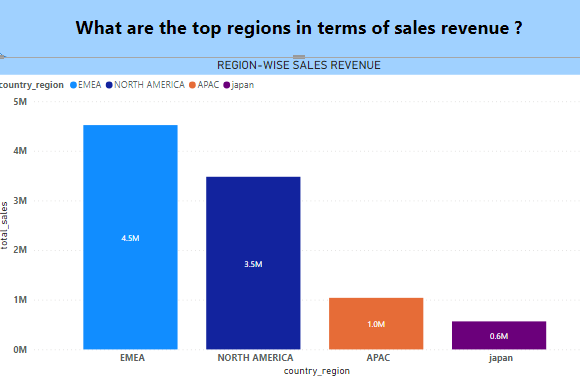 What are the top regions in terms of sales revenue ?
REGION-WISE SALES REVENUE
country_region EMEA NORTH AMERICA APAC japan
5M
4M
3M
2M
1M
0M
total_sales
4.5M
3.5M
1.0M
0.6M
EMEA NORTH AMERICA APAC japan
country_region